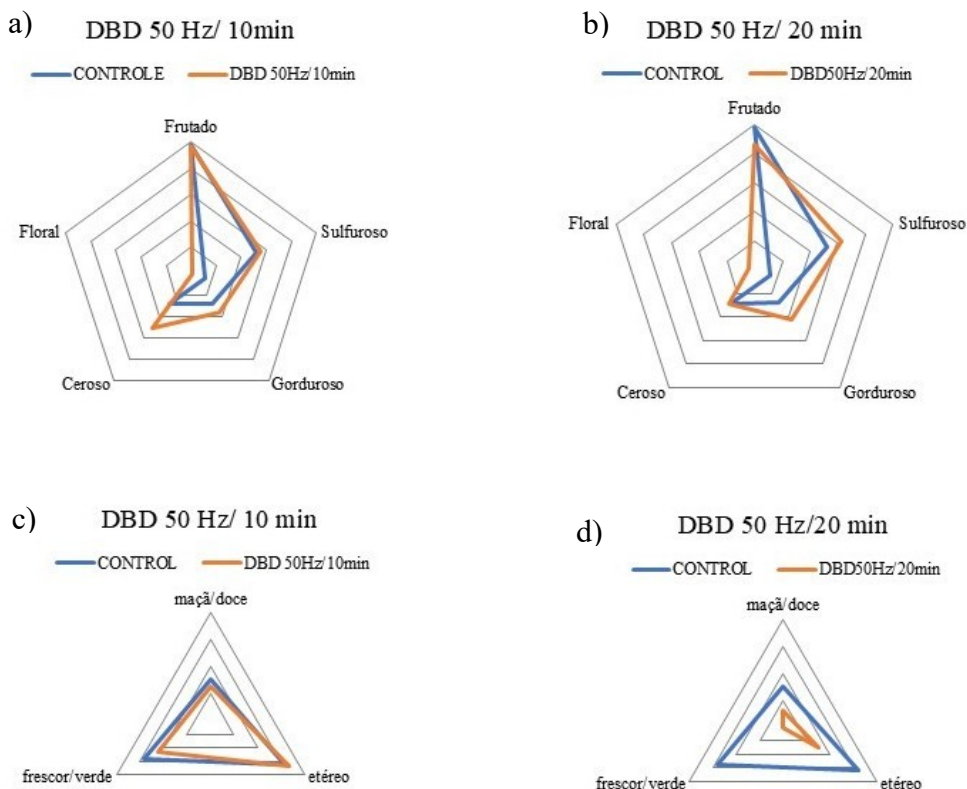 a)
DBD 50 Hz/ 10min
CONTROLE DBD 50Hz/10min
Frutado
Floral
Sulfuroso
Ceroso
Gorduroso
b)
DBD 50 Hz/ 20 min
CONTROL DBD50Hz/20min
Frutado
Floral
Sulfuroso
Ceroso
Gorduroso
c)
DBD 50 Hz/ 10 min
CONTROL DBD 50Hz/10min
maçã/doce
frescor/verde
etéreo
d)
DBD 50 Hz/20 min
CONTROL DBD50Hz/20min
maçã/doce
frescor/verde
etéreo